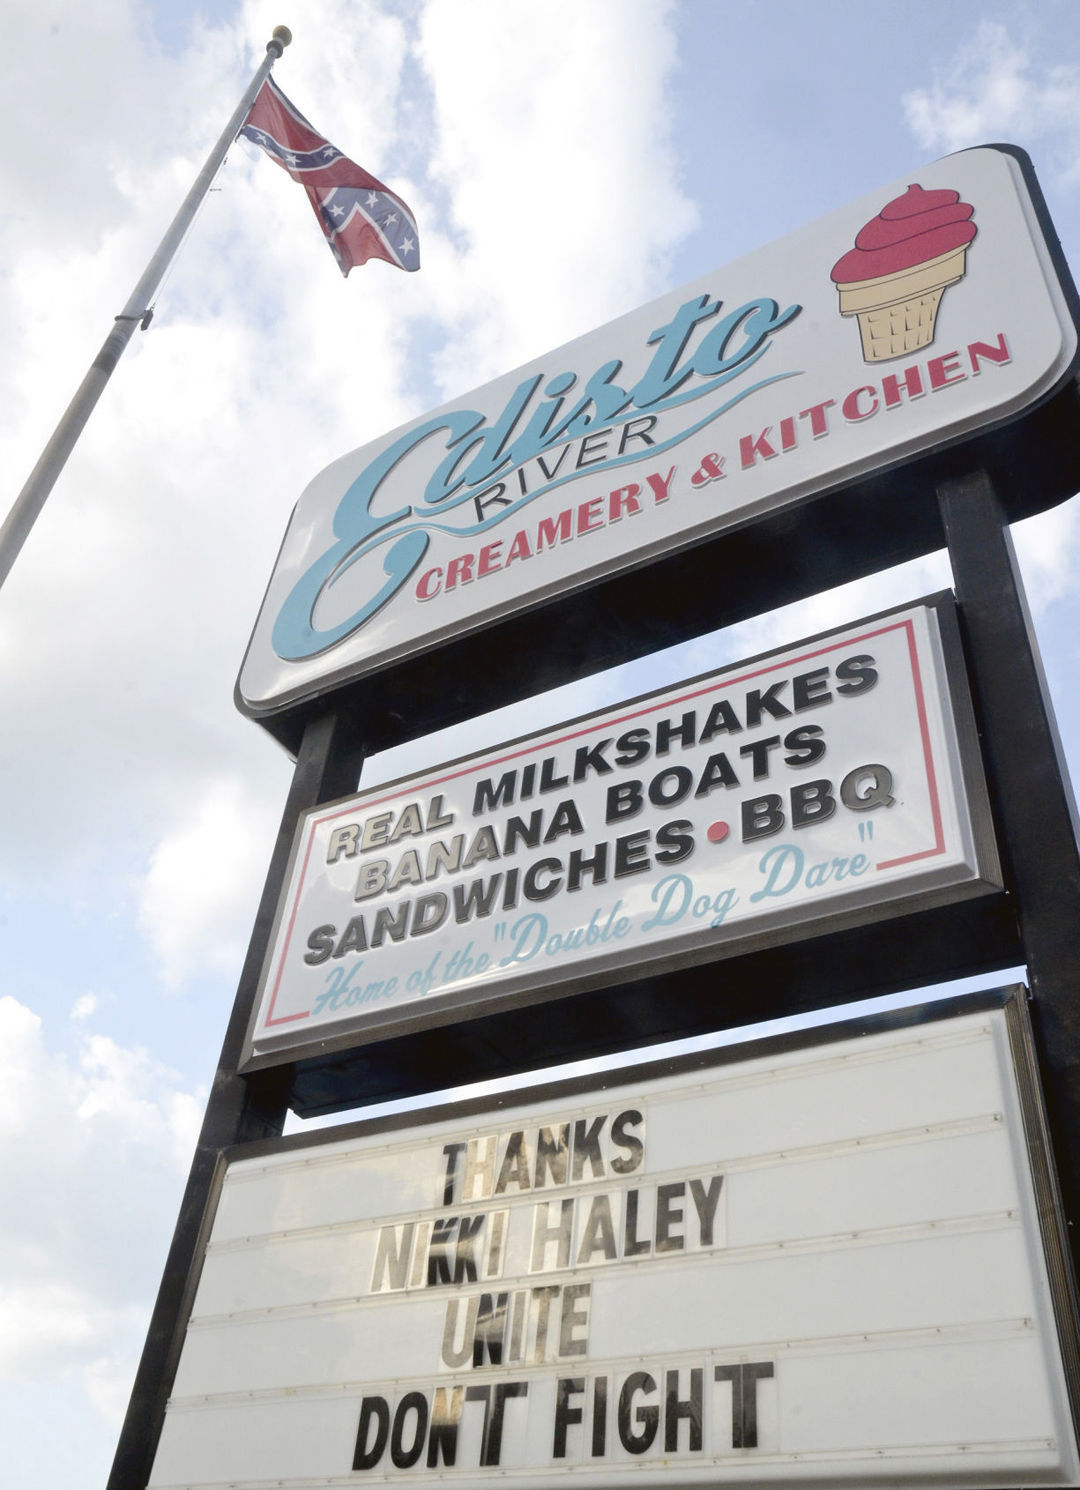 Edisto
RIVER
CREAMERY & KITCHEN
REAL MILKSHAKES
BANANA BOATS
SANDWICHES • BBQ
Home of the "Double Dog Dare"
THANKS
NIKKI HALEY
UNITE
DON'T FIGHT